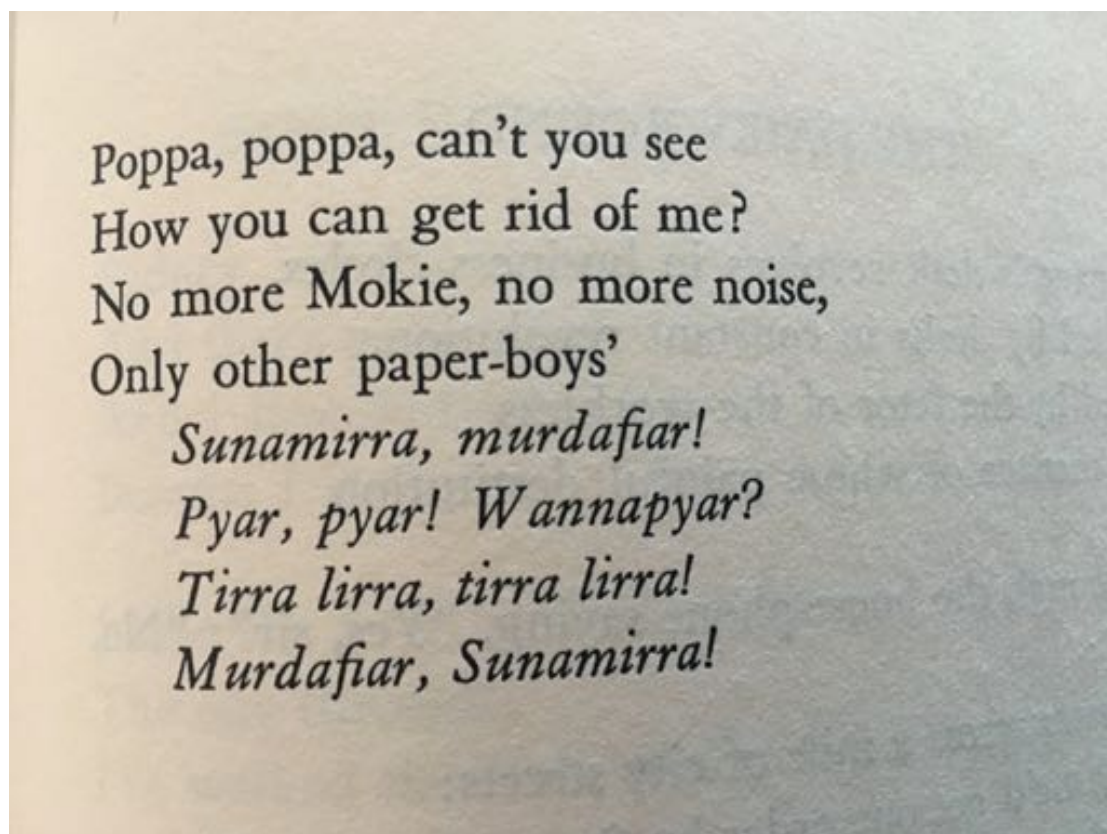 Poppa, poppa, can't you see
How you can get rid of me?
No more Mokie, no more noise,
Only other paper-boys'
Sunamirra, murdafiar!
Pyar, pyar! Wannapyar?
Tirra lirra, tirra lirra!
Murdafiar, Sunamirra!